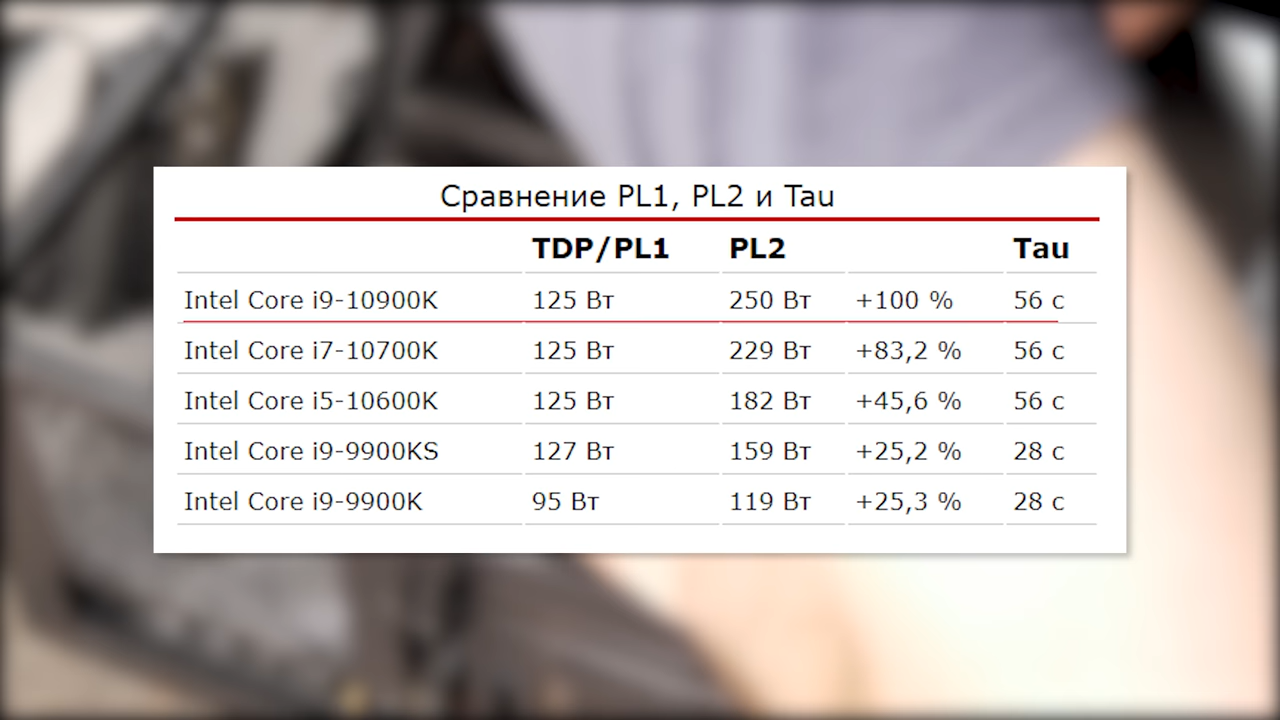 Сравнение PL1, PL2 и Tau
TDP/PL1 PL2 Tau
Intel Core i9-10900K 125 Вт 250 Вт +100 % 56 с
Intel Core i7-10700K 125 Вт 229 Вт +83,2 % 56 с
Intel Core i5-10600K 125 Вт 182 Вт +45,6 % 56 с
Intel Core i9-9900KS 127 Вт 159 Вт +25,2 % 28 с
Intel Core i9-9900K 95 Вт 119 Вт +25,3 % 28 с